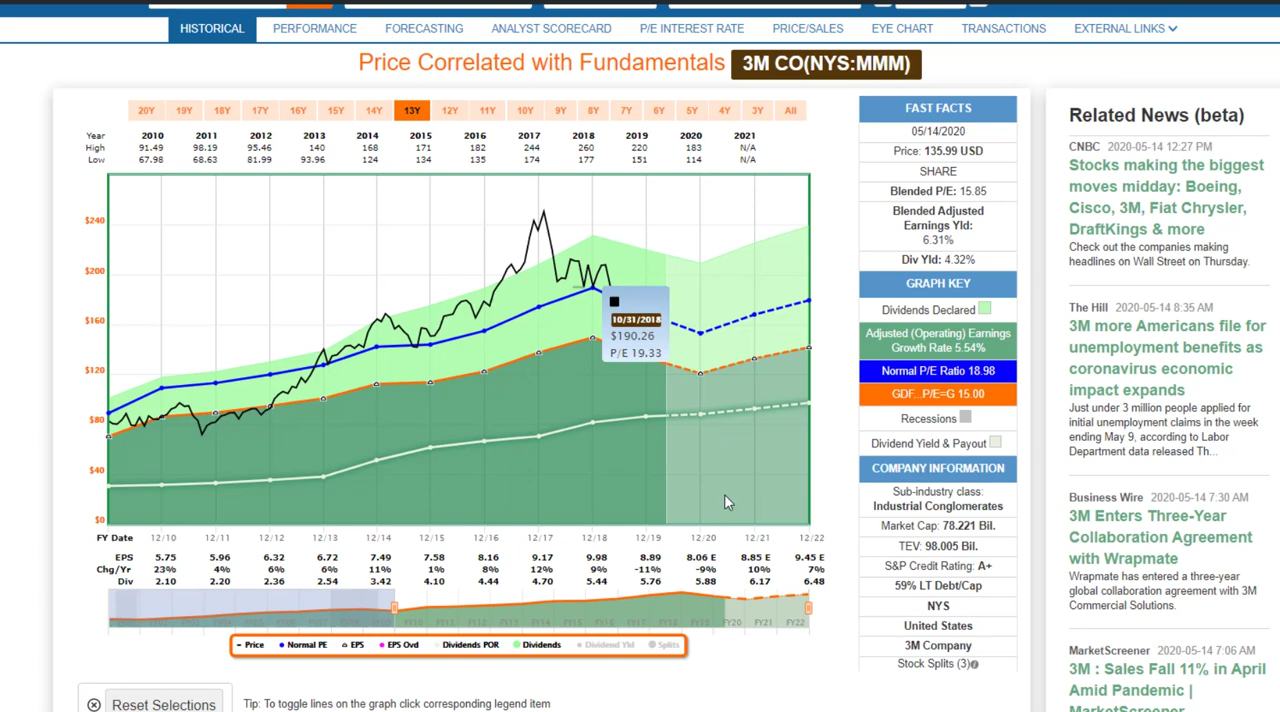 HISTORICAL PERFORMANCE FORECASTING ANALYST SCORECARD P/E INTEREST RATE PRICE/SALES EYE CHART TRANSACTIONS EXTERNAL LINKS
Price Correlated with Fundamentals 3M CO(NYS:MMM)
20Y 19Y 18Y 17Y 16Y 15Y 14Y 13Y 12Y 11Y 10Y 9Y 8Y 7Y 6Y 5Y 4Y 3Y All
Year 2010 2011 2012 2013 2014 2015 2016 2017 2018 2019 2020 2021
High 91.49 98.19 95.46 140 168 171 182 244 260 220 183 N/A
Low 67.98 68.63 81.99 93.96 124 134 135 174 177 151 114 N/A
$240
$200
$160
$120
$80
$40
$0
10/31/2018
$190.26
P/E 19.33
FY Date 12/10 12/11 12/12 12/13 12/14 12/15 12/16 12/17 12/18 12/19 12/20 12/21 12/22
EPS 5.75 5.96 6.32 6.72 7.49 7.58 8.16 9.17 9.98 8.89 8.06 E 8.85 E 9.45 E
Chg/Yr 23% 4% 6% 6% 11% 1% 8% 12% 9% -11% -9% 10% 7%
Div 2.10 2.20 2.36 2.54 3.42 4.10 4.44 4.70 5.44 5.76 5.88 6.17 6.48
FY20 FY21 FY22
Price Normal PE EPS EPS Ovd Dividends POR Dividends Dividend Yld Splits
Reset Selections
Tip: To toggle lines on the graph click corresponding legend item
FAST FACTS
05/14/2020
Price: 135.99 USD
SHARE
Blended P/E: 15.85
Blended Adjusted
Earnings Yld:
6.31%
Div Yld: 4.32%
GRAPH KEY
Dividends Declared
Adjusted (Operating) Earnings
Growth Rate 5.54%
Normal P/E Ratio 18.98
GDF...P/E=G 15.00
Recessions
Dividend Yield & Payout
COMPANY INFORMATION
Sub-industry class:
Industrial Conglomerates
Market Cap: 78.221 Bil.
TEV: 98.005 Bil.
S&P Credit Rating: A+
59% LT Debt/Cap
NYS
United States
3M Company
Stock Splits (3)
Related News (beta)
CNBC 2020-05-14 12:27 PM
Stocks making the biggest
moves midday: Boeing,
Cisco, 3M, Fiat Chrysler,
DraftKings & more
Check out the companies making
headlines on Wall Street on Thursday.
The Hill 2020-05-14 8:35 AM
3M more Americans file for
unemployment benefits as
coronavirus economic
impact expands
Just under 3 million people applied for
initial unemployment claims in the week
ending May 9, according to Labor
Department data released Th...
Business Wire 2020-05-14 7:30 AM
3M Enters Three-Year
Collaboration Agreement
with Wrapmate
Wrapmate has entered a three-year
global collaboration agreement with 3M
Commercial Solutions.
MarketScreener 2020-05-14 7:06 AM
3M : Sales Fall 11% in April
Amid Pandemic |
MarketScreener